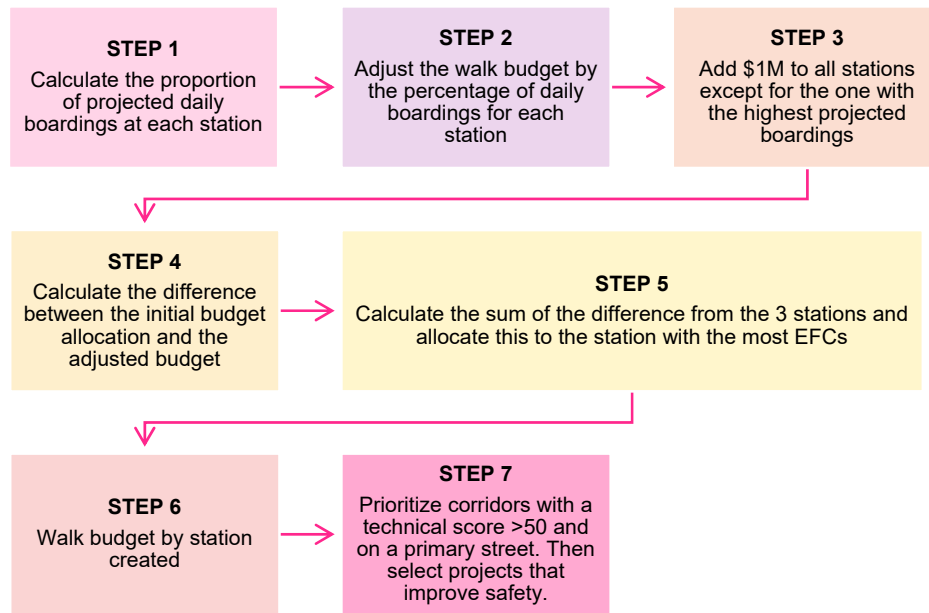 STEP 1
Calculate the proportion
of projected daily
boardings at each station
STEP 2
Adjust the walk budget by
the percentage of daily
boardings for each
station
STEP 3
Add $1M to all stations
except for the one with
the highest projected
boardings
STEP 4
Calculate the difference
between the initial budget
allocation and the
adjusted budget
STEP 5
Calculate the sum of the difference from the 3 stations and
allocate this to the station with the most EFCs
STEP 6
Walk budget by station
created
STEP 7
Prioritize corridors with a
technical score >50 and
on a primary street. Then
select projects that
improve safety.